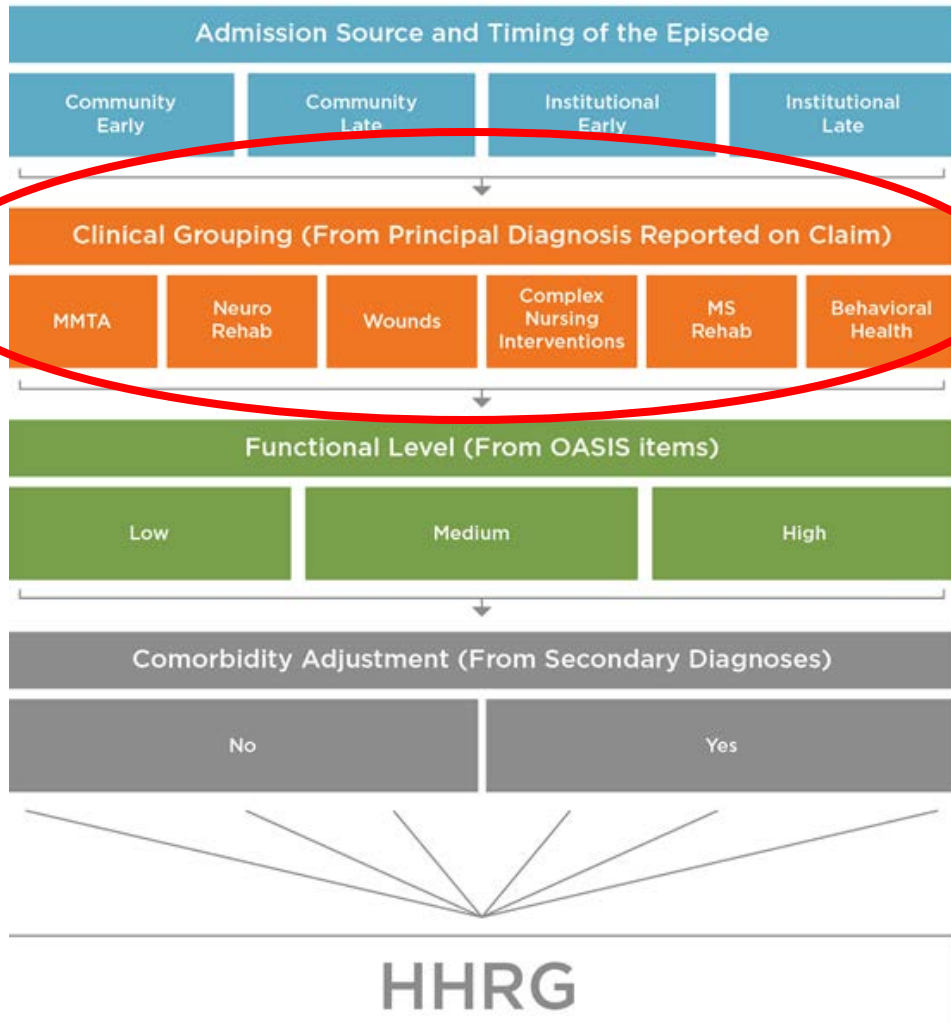 Admission Source and Timing of the Episode
Community
Early
Community
Late
Institutional
Early
Institutional
Late
Clinical Grouping (From Principal Diagnosis Reported on Claim)
MMTA
Neuro
Rehab
Wounds
Complex
Nursing
Interventions
MS
Rehab
Behavioral
Health
Functional Level (From OASIS items)
Low
Medium
High
Comorbidity Adjustment (From Secondary Diagnoses)
No
Yes
HHRG